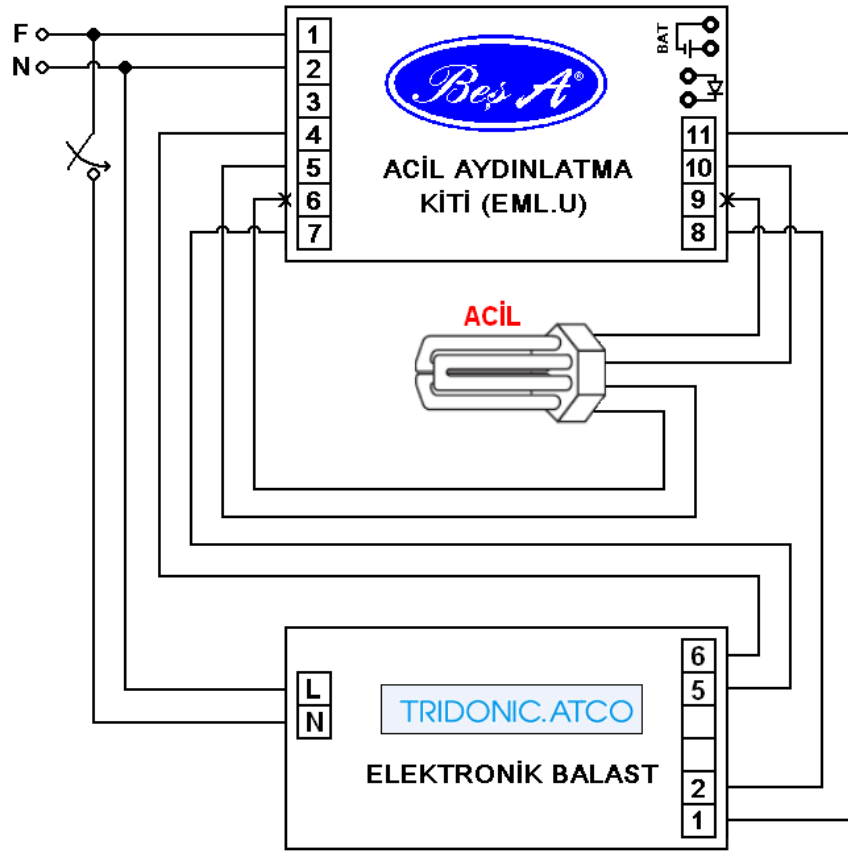 F
N
1
2
3
4
5
6
7
Beş A®
ACİL AYDINLATMA
KİTİ (EML.U)
BAT
11
10
9
8
ACİL
L
N
TRIDONIC.ATCO
ELEKTRONİK BALAST
6
5
2
1